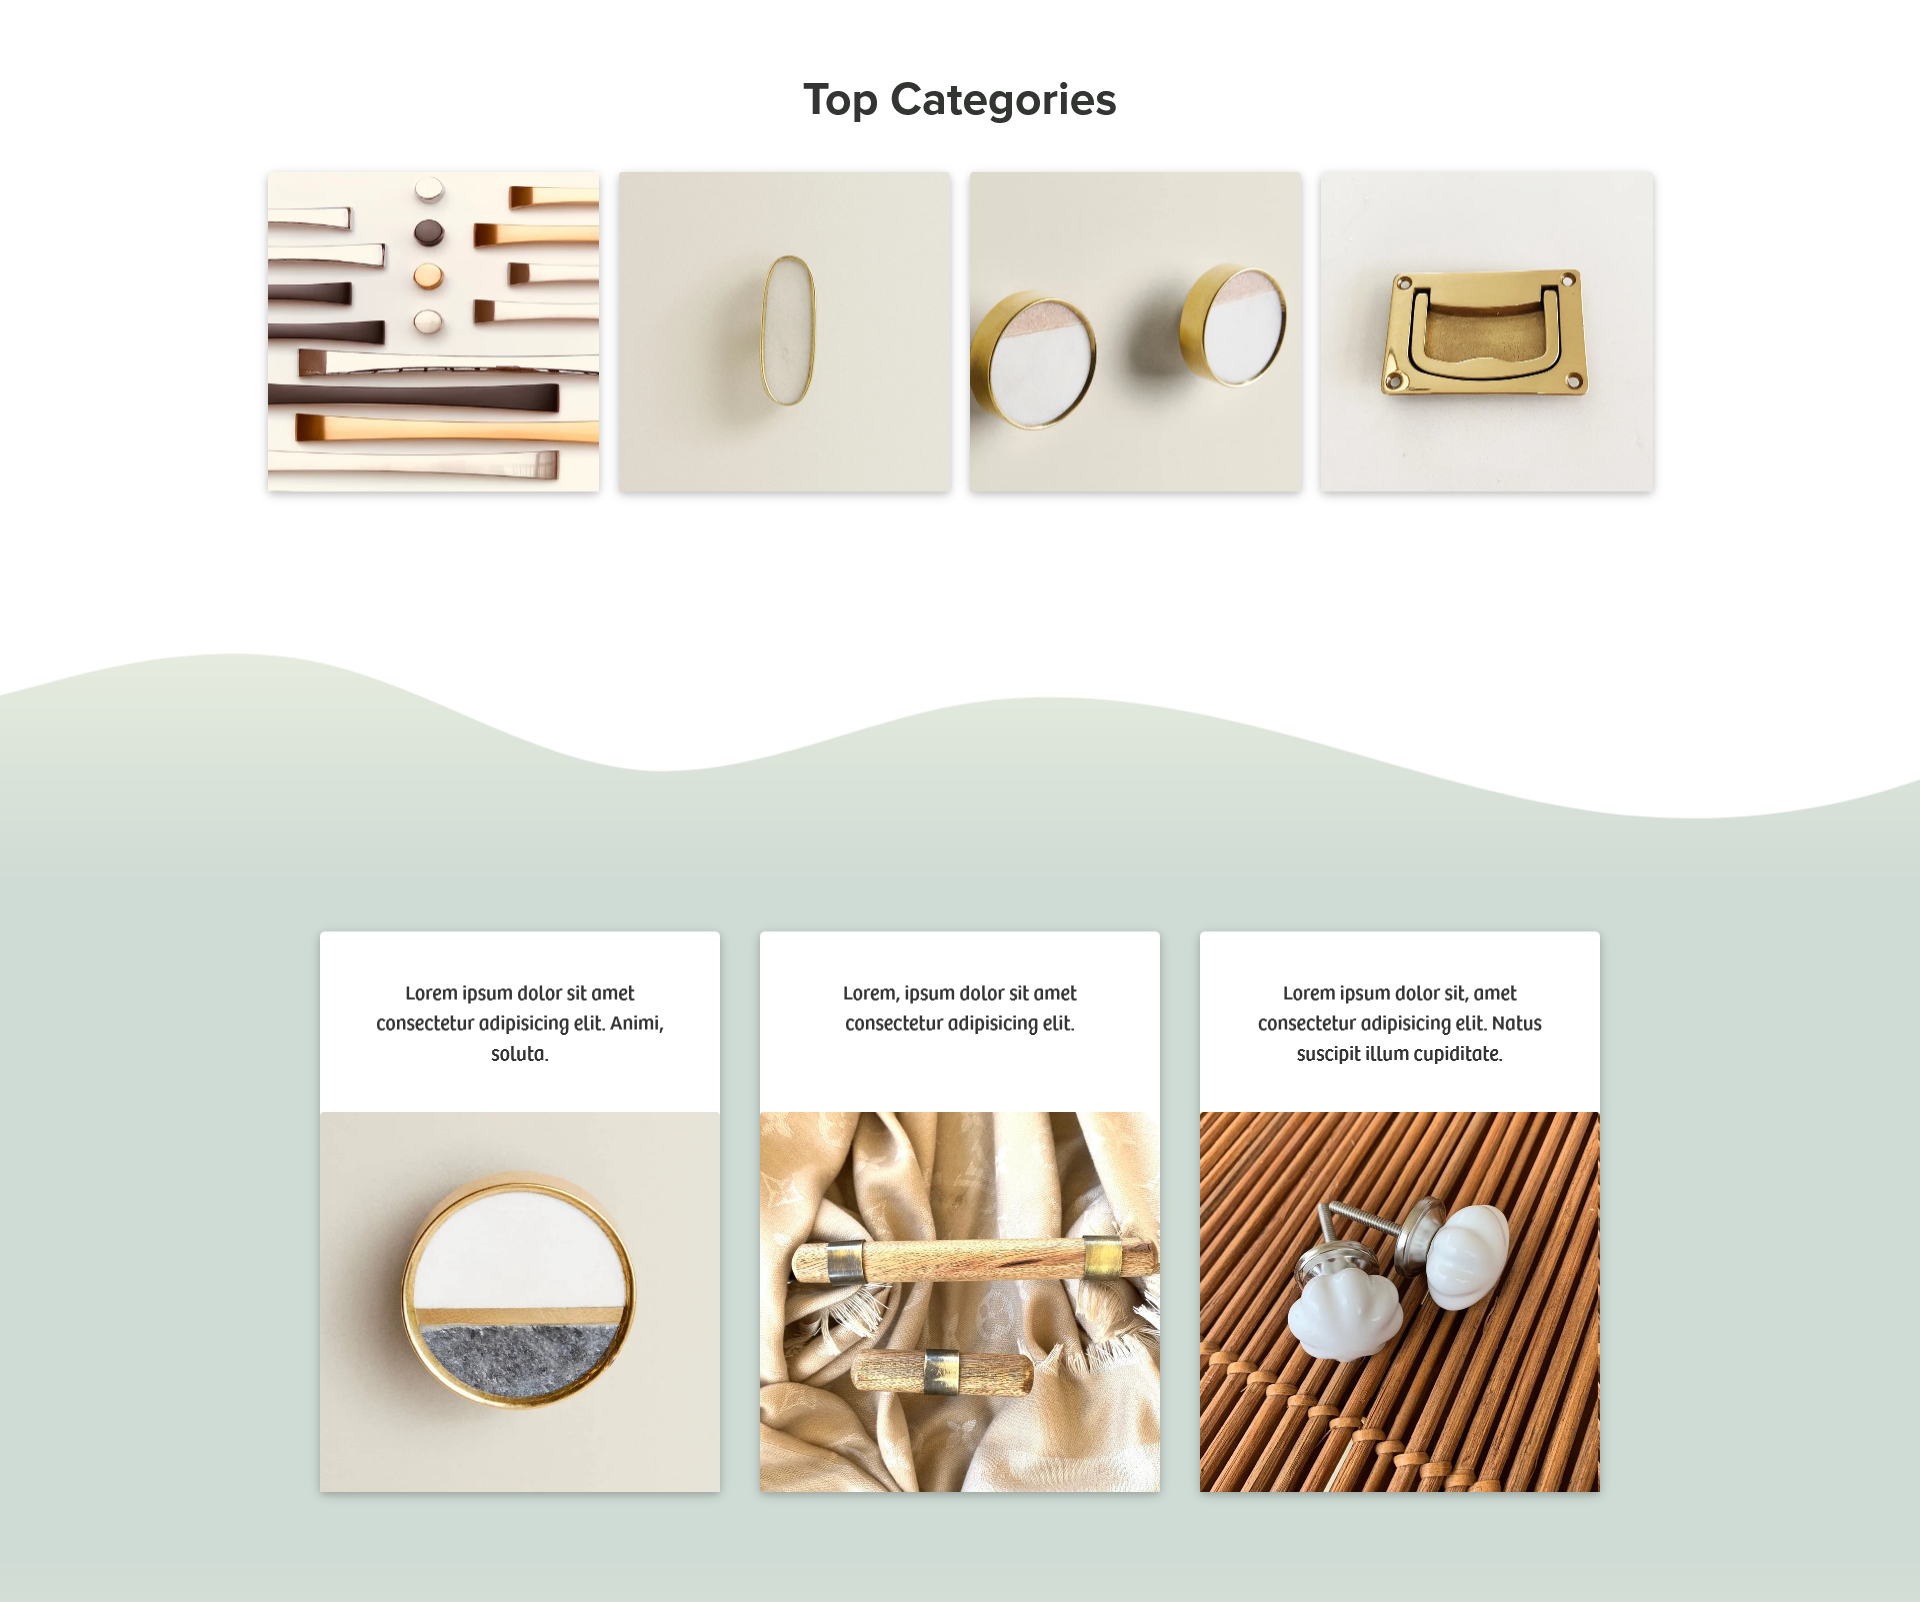 Top Categories
Lorem ipsum dolor sit amet
consectetur adipisicing elit. Animi,
soluta.
Lorem, ipsum dolor sit amet
consectetur adipisicing elit.
Lorem ipsum dolor sit, amet
consectetur adipisicing elit. Natus
suscipit illum cupiditate.